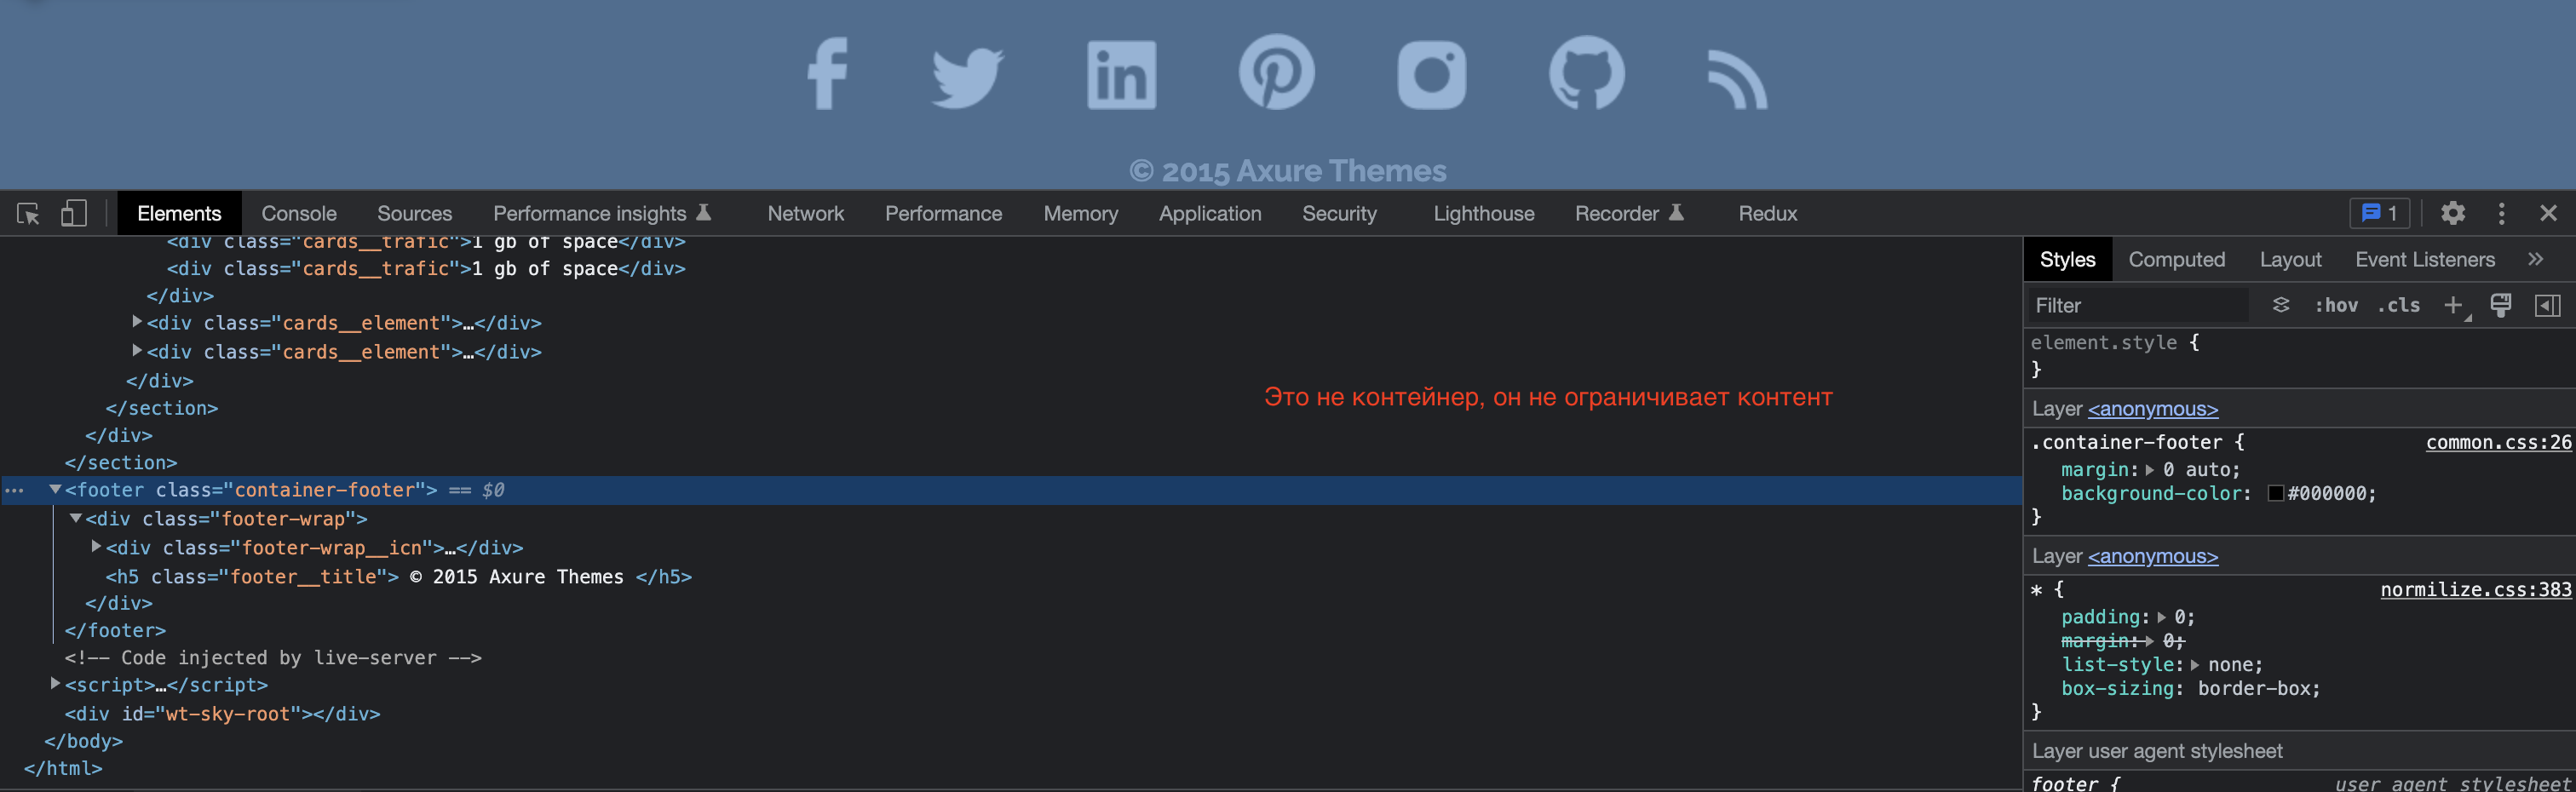 © 2015 Axure Themes
Elements Console Sources Performance insights Network Performance Memory Application Security Lighthouse Recorder Redux 1
<div class="cards__trafic">1 gb of space</div>
<div class="cards__trafic">1 gb of space</div>
</div>
<div class="cards__element">…</div>
<div class="cards__element">…</div>
</div>
</section>
</div>
</section>
<footer class="container-footer"> == $0
<div class="footer-wrap">
<div class="footer-wrap__icn">…</div>
<h5 class="footer__title"> © 2015 Axure Themes </h5>
</div>
</footer>
<!-- Code injected by live-server -->
<script>…</script>
<div id="wt-sky-root"></div>
</body>
</html>
Это не контейнер, он не ограничивает контент
Styles Computed Layout Event Listeners »
Filter :hov .cls +
element.style {
}
Layer <anonymous>
.container-footer { common.css:26
margin: 0 auto;
background-color: #000000;
}
Layer <anonymous>
* { normilize.css:383
padding: 0;
margin: 0;
list-style: none;
box-sizing: border-box;
}
Layer user agent stylesheet
footer { user agent stylesheet